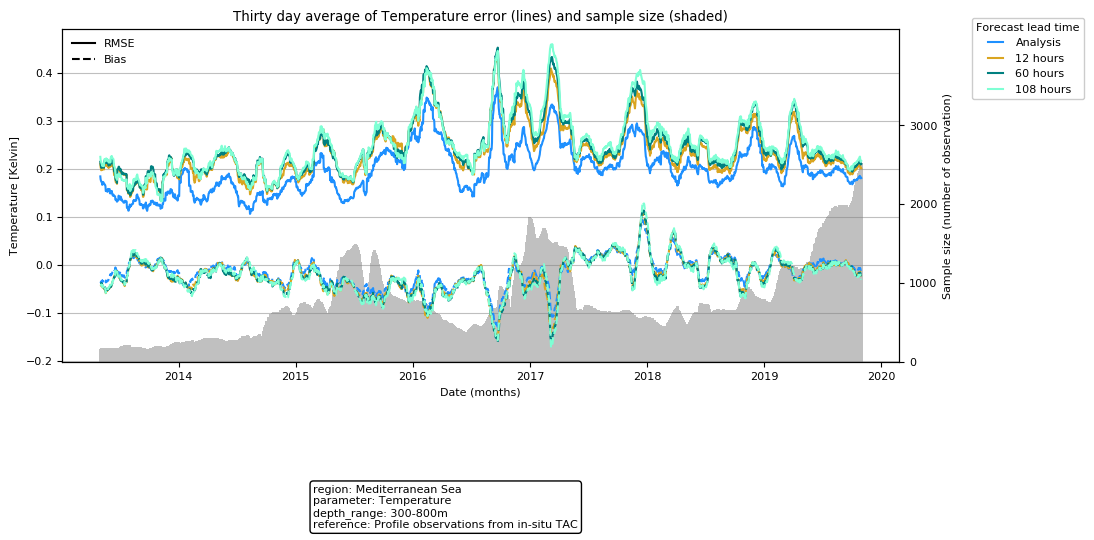 Thirty day average of Temperature error (lines) and sample size (shaded)
RMSE
Bias
Forecast lead time
Analysis
12 hours
60 hours
108 hours
Temperature [Kelvin]
0.4
0.3
0.2
0.1
0.0
−0.1
−0.2
Sample size (number of observation)
3000
2000
1000
0
2014 2015 2016 2017 2018 2019 2020
Date (months)
region: Mediterranean Sea
parameter: Temperature
depth_range: 300-800m
reference: Profile observations from in-situ TAC